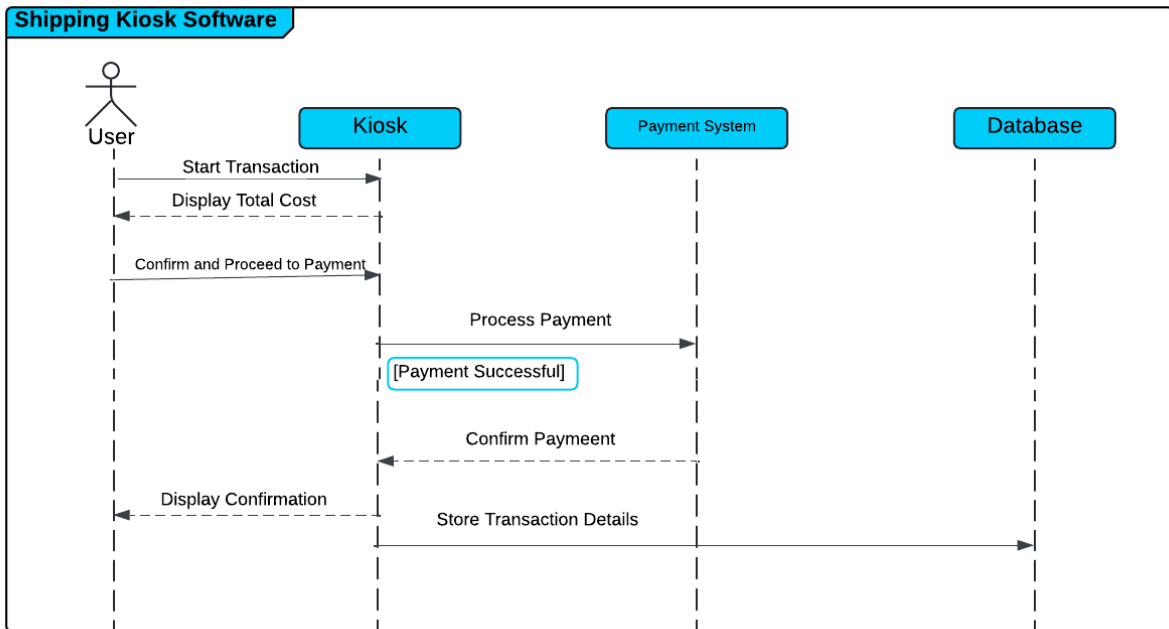 Shipping Kiosk Software
User
Kiosk
Payment System
Database
Start Transaction
Display Total Cost
Confirm and Proceed to Payment
Process Payment
[Payment Successful]
Confirm Paymeent
Display Confirmation
Store Transaction Details